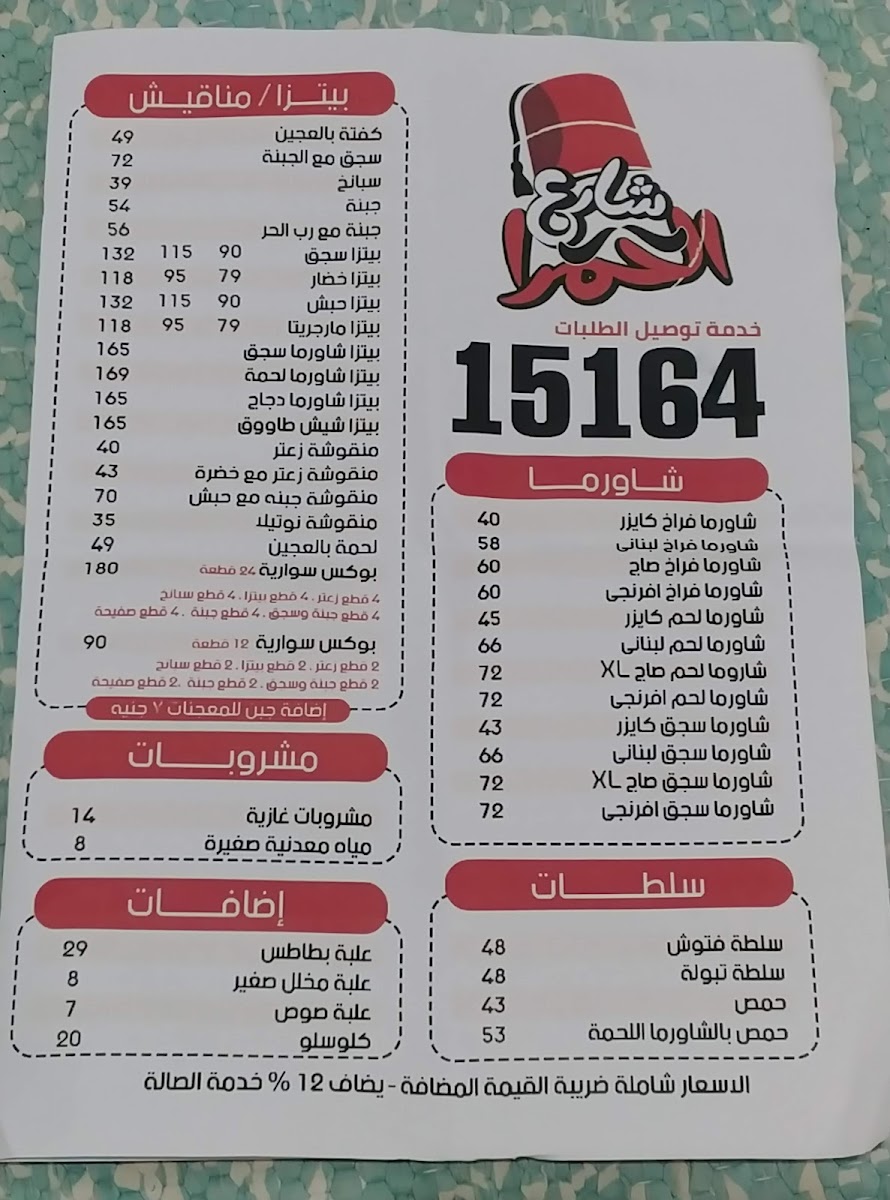 شارع
الحمرا
خدمة توصيل الطلبات
15164
شاورما
شاورما فراخ كايزر 40
شاورما فراخ لبنانى 58
شاورما فراخ صاج 60
شاورما فراخ افرنجى 60
شاورما لحم كايزر 45
شاورما لحم لبنانى 66
شاروما لحم صاج XL 72
شاورما لحم افرنجى 72
شاورما سجق كايزر 43
شاورما سجق لبنانى 66
شاورما سجق صاج XL 72
شاورما سجق افرنجى 72
سلطات
سلطة فتوش 48
سلطة تبولة 48
حمص 43
حمص بالشاورما اللحمة 53
بيتزا / مناقيش
كفتة بالعجين 49
سجق مع الجبنة 72
سبانخ 39
جبنة 54
جبنة مع رب الحر 56
بيتزا سجق 90 115 132
بيتزا خضار 79 95 118
بيتزا حبش 90 115 132
بيتزا مارجريتا 79 95 118
بيتزا شاورما سجق 165
بيتزا شاورما لحمة 169
بيتزا شاورما دجاج 165
بيتزا شيش طاووق 165
منقوشة زعتر 40
منقوشة زعتر مع خضرة 43
منقوشة جبنه مع حبش 70
منقوشة نوتيلا 35
لحمة بالعجين 49
بوكس سوارية 24 قطعة 180
4 قطع زعتر . 4 قطع بيتزا . 4 قطع سبانخ
4 قطع جبنة وسجق . 4 قطع جبنة . 4 قطع صفيحة
بوكس سوارية 12 قطعة 90
2 قطع زعتر . 2 قطع بيتزا . 2 قطع سبانخ
2 قطع جبنة وسجق . 2 قطع جبنة .2 قطع صفيحة
إضافة جبن للمعجنات ٧ جنيه
مشروبات
مشروبات غازية 14
مياه معدنية صغيرة 8
إضافات
علبة بطاطس 29
علبة مخلل صغير 8
علبة صوص 7
كلوسلو 20
الاسعار شاملة ضريبة القيمة المضافة - يضاف 12 % خدمة الصالة